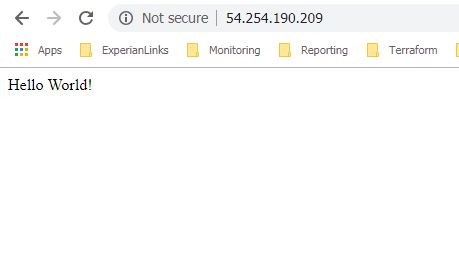 Not secure | 54.254.190.209
Apps ExperianLinks Monitoring Reporting Terraform
Hello World!